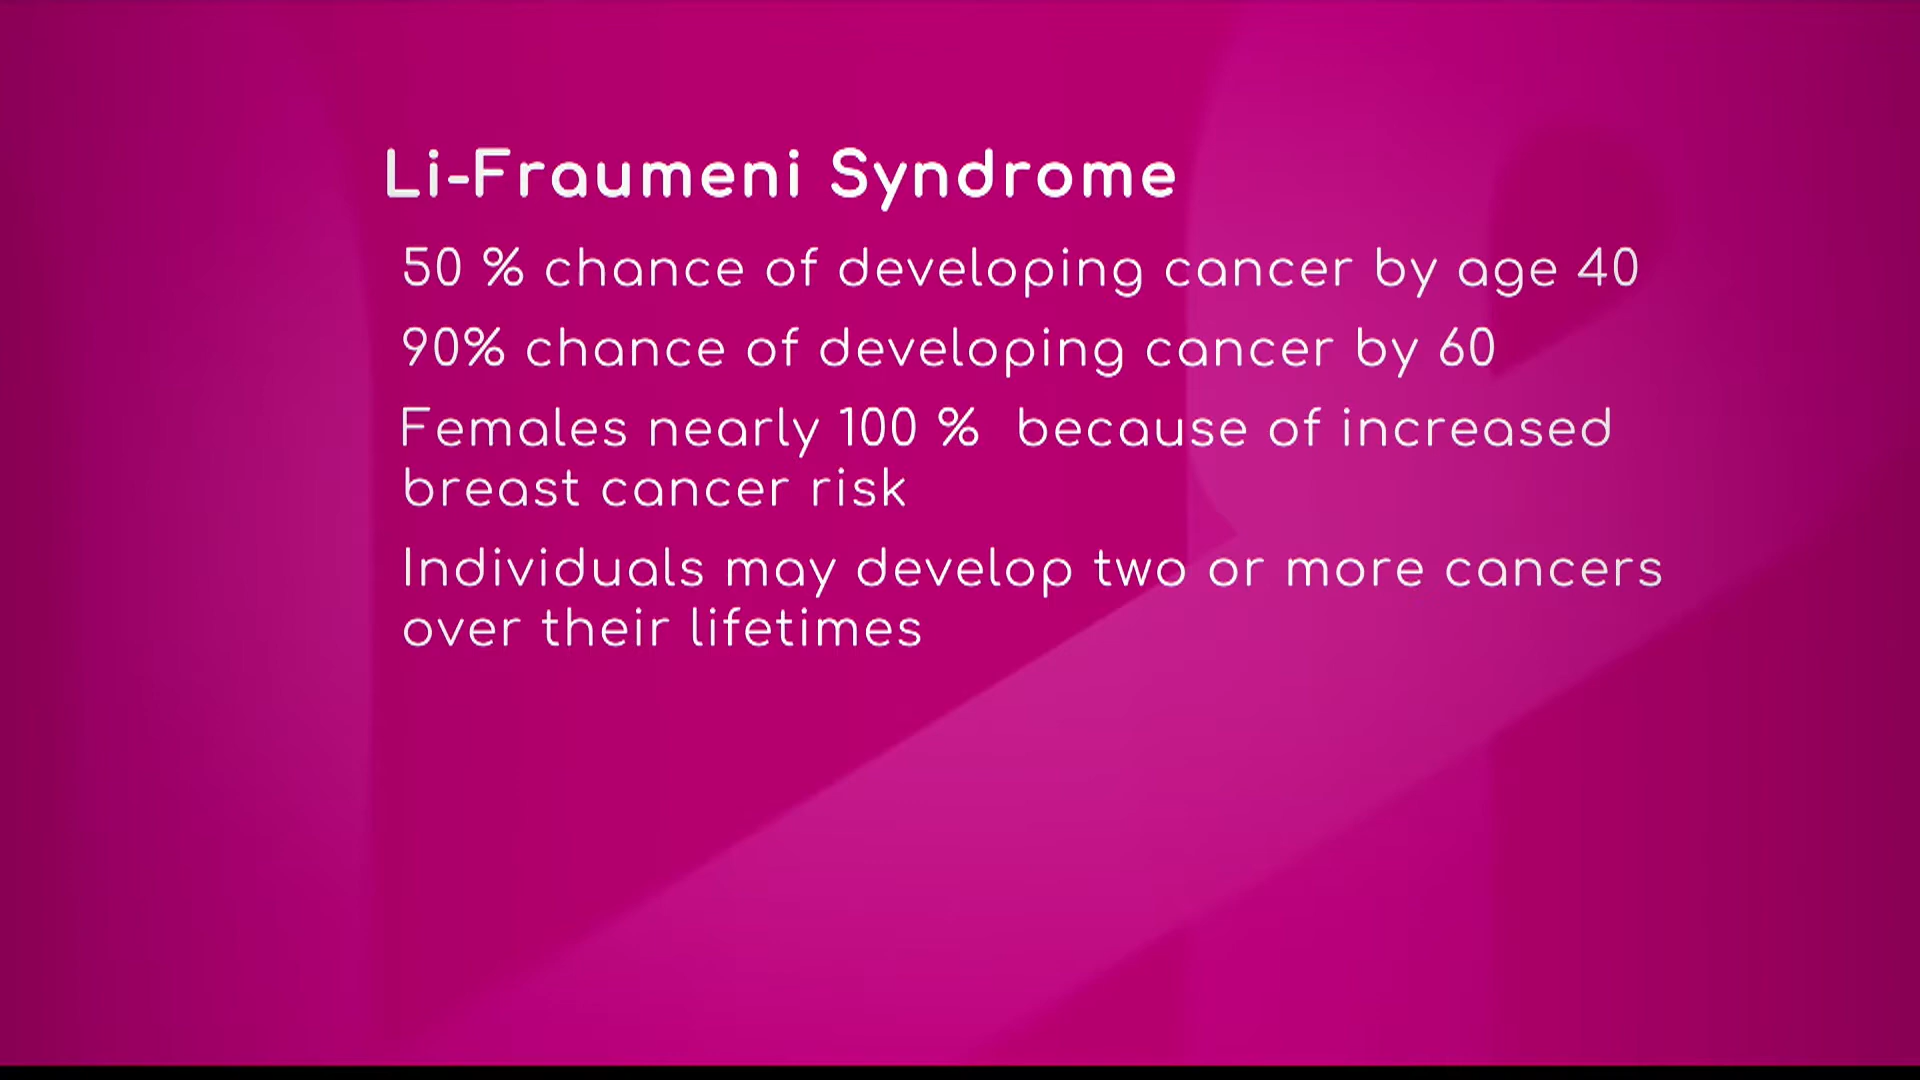 Li-Fraumeni Syndrome
50 % chance of developing cancer by age 40
90% chance of developing cancer by 60
Females nearly 100 %  because of increased
breast cancer risk
Individuals may develop two or more cancers
over their lifetimes